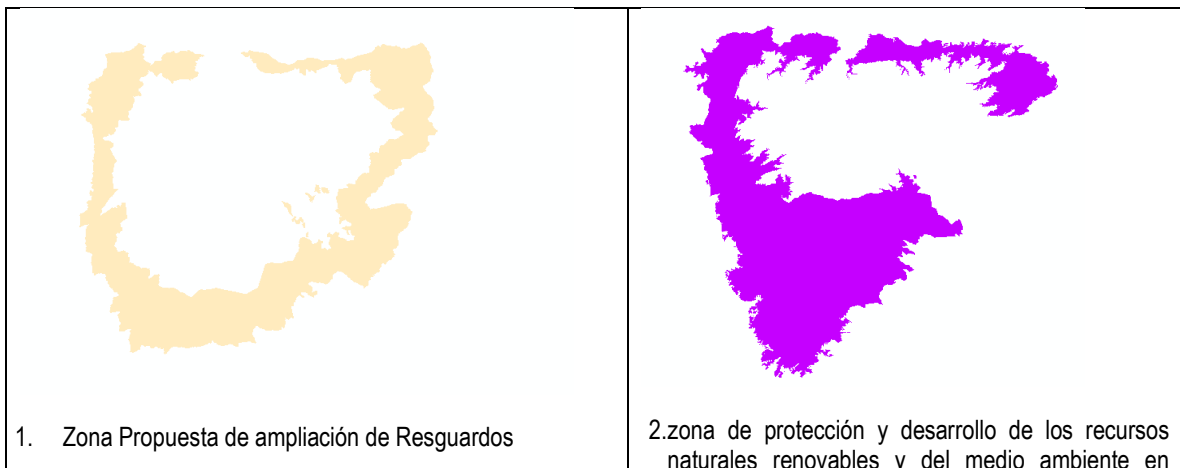 1. Zona Propuesta de ampliación de Resguardos
2.zona de protección y desarrollo de los recursos
naturales renovables y del medio ambiente en